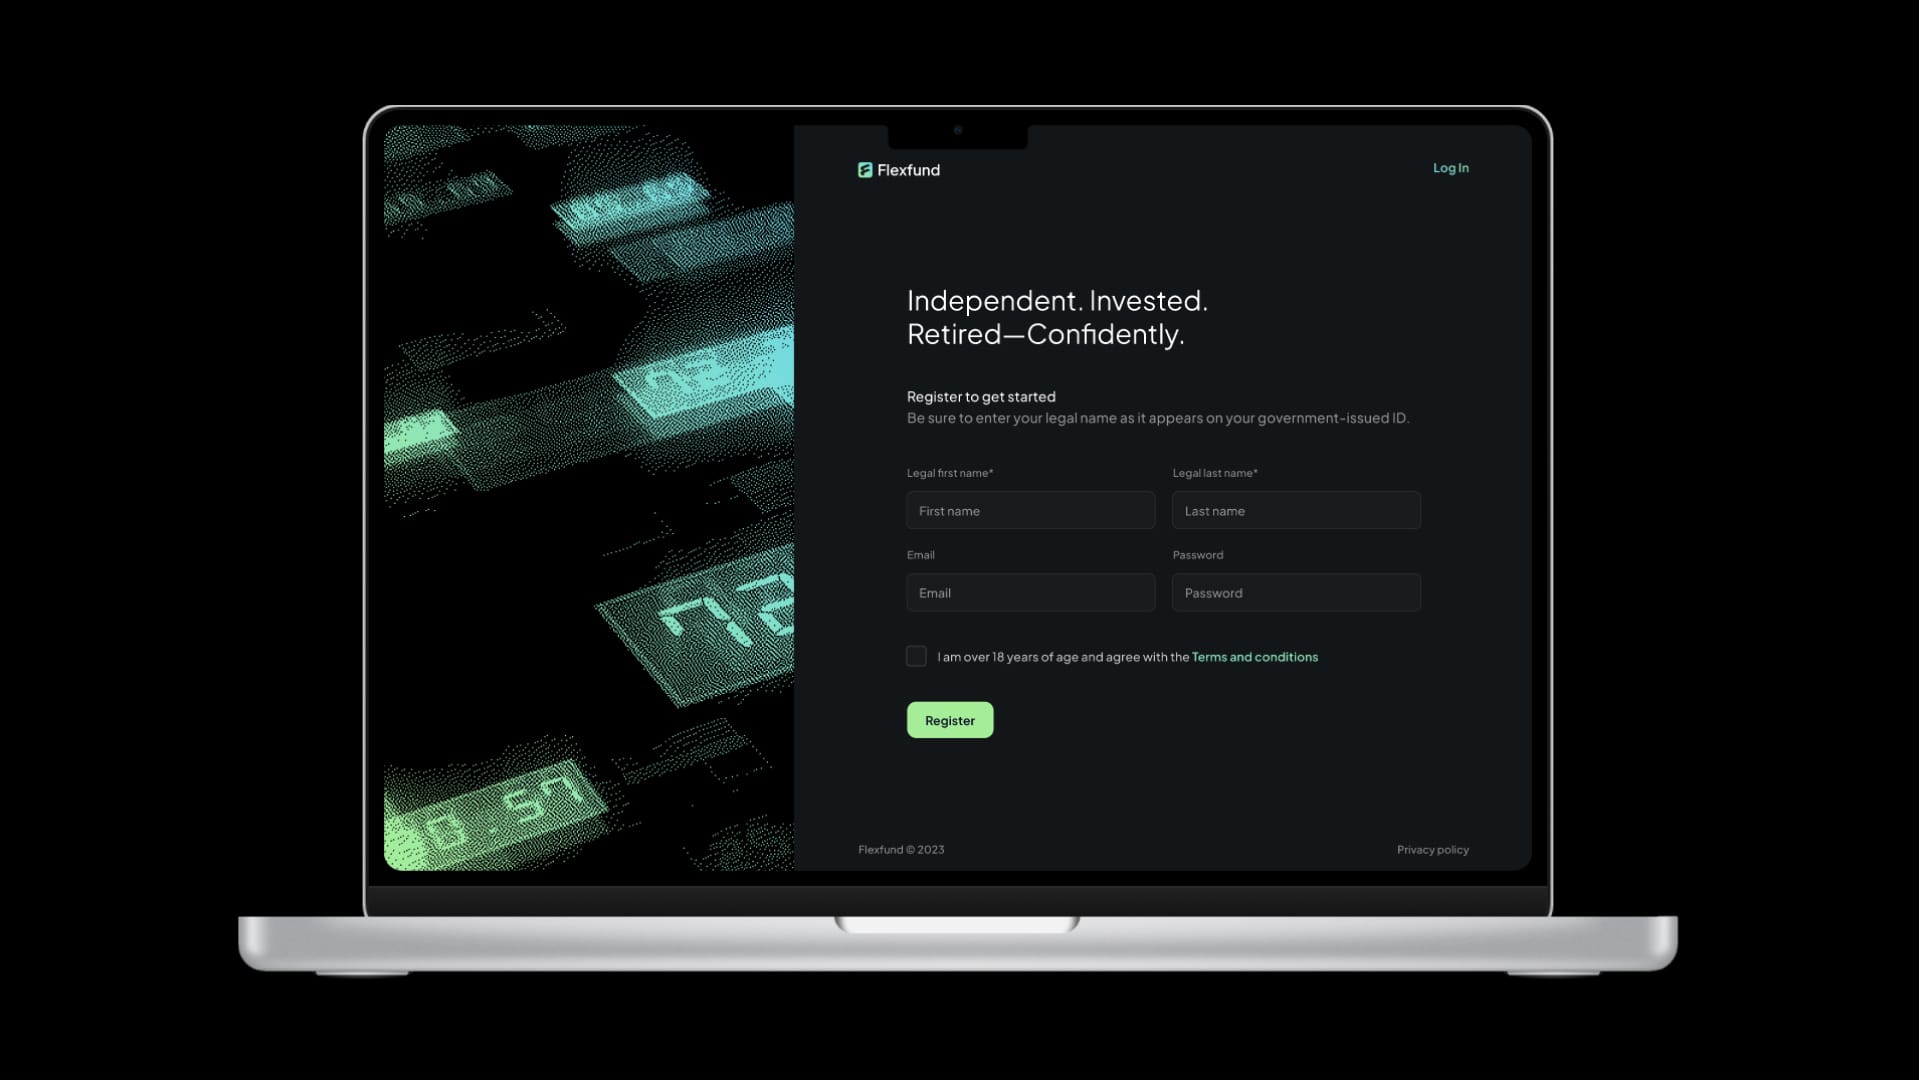 Flexfund
Log In
Independent. Invested.
Retired—Confidently.
Register to get started
Be sure to enter your legal name as it appears on your government-issued ID.
Legal first name*
Legal last name*
First name
Last name
Email
Password
Email
Password
I am over 18 years of age and agree with the Terms and conditions
Register
72
0.57
Flexfund © 2023
Privacy policy